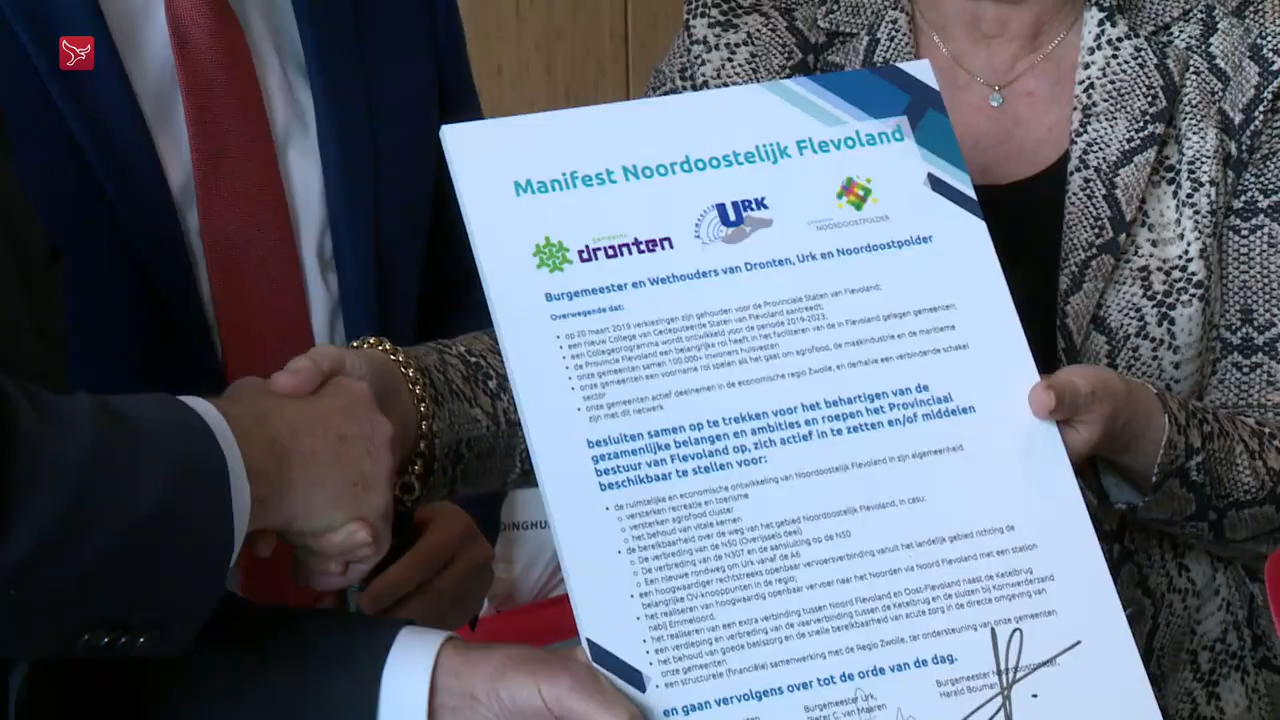 Manifest Noordoostelijk Flevoland
gemeente
dronten
gemeente
URK
NOORDOOSTPOLDER
Burgemeester en Wethouders van Dronten, Urk en Noordoostpolder
Overwegende dat:
• op 20 maart 2019 verkiezingen zijn gehouden voor de Provinciale Staten van Flevoland;
• een nieuw College van Gedeputeerde Staten van Flevoland aantreedt;
• een Collegeprogramma wordt ontwikkeld voor de periode 2019-2023;
• de Provincie Flevoland een belangrijke rol heeft in het faciliteren van de in Flevoland gelegen gemeenten;
• onze gemeenten samen 100.000+ inwoners huisvesten
• onze gemeenten een voorname rol spelen als het gaat om agrofood, de maakindustrie en de maritieme
sector
• onze gemeenten actief deelnemen in de economische regio Zwolle, en derhalve een verbindende schakel
zijn met dit netwerk
besluiten samen op te trekken voor het behartigen van de
gezamenlijke belangen en ambities en roepen het Provinciaal
bestuur van Flevoland op, zich actief in te zetten en/of middelen
beschikbaar te stellen voor:
• de ruimtelijke en economische ontwikkeling van Noordoostelijk Flevoland in zijn algemeenheid
o versterken recreatie en toerisme
o versterken agrofood cluster
o het behoud van vitale kernen
• de bereikbaarheid over de weg van het gebied Noordoostelijk Flevoland, in casu:
o De verbreding van de N50 (Overijssels deel)
o De verbreding van de N307 en de aansluiting op de N50
o Een nieuwe rondweg om Urk vanaf de A6
• een hoogwaardiger rechtstreeks openbaar vervoersverbinding vanuit het landelijk gebied richting de
belangrijke OV-knooppunten in de regio;
• het realiseren van hoogwaardig openbaar vervoer naar het Noorden via Noord Flevoland met een station
nabij Emmeloord.
• het realiseren van een extra verbinding tussen Noord Flevoland en Oost-Flevoland naast de Ketelbrug
• een verdieping en verbreding van de vaarverbinding tussen de Ketelbrug en de sluizen bij Kornwerderzand
• het behoud van goede basiszorg en de snelle bereikbaarheid van acute zorg in de directe omgeving van
onze gemeenten
• een structurele (financiële) samenwerking met de Regio Zwolle, ter ondersteuning van onze gemeenten
en gaan vervolgens over tot de orde van de dag.
Burgemeester Urk,
Pieter C. van Maaren
Burgemeester Noordoostpolder,
Harald Bouman
DINGHU